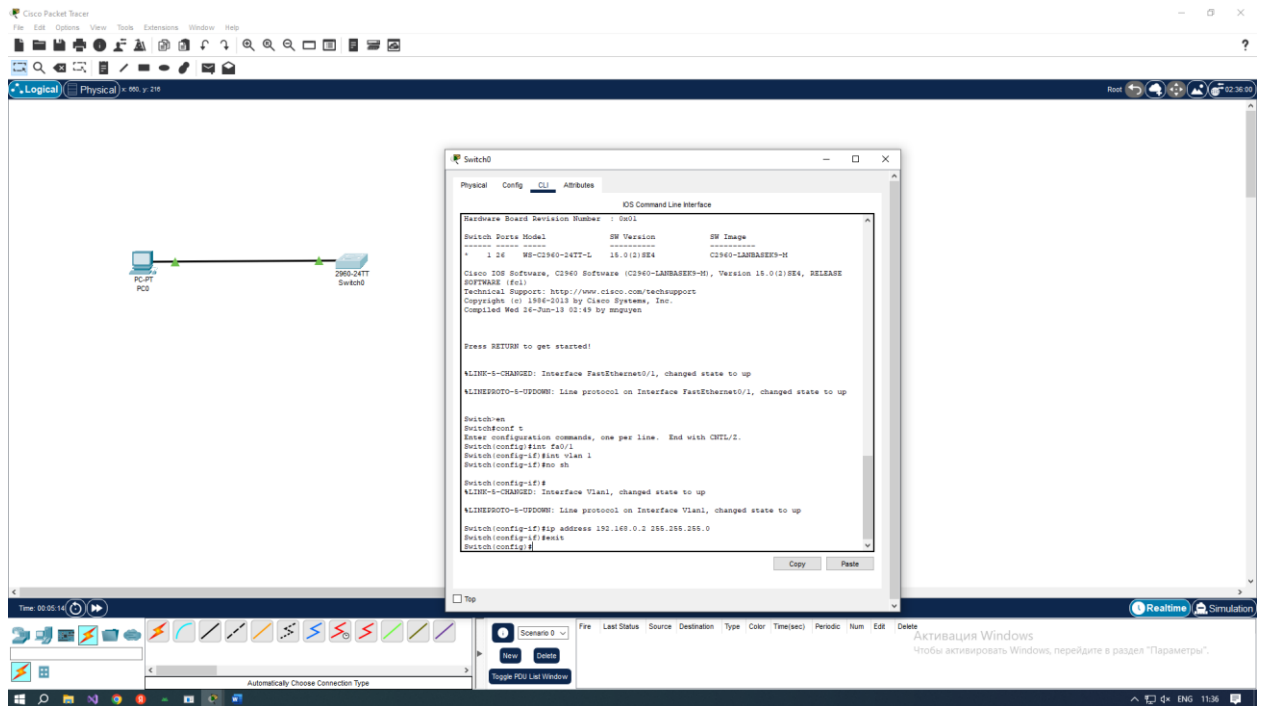 Cisco Packet Tracer
File Edit Options View Tools Extensions Window Help
?
Logical Physical x: 660, y: 216 Root 02:36:00
Switch0
Physical Config CLI Attributes
IOS Command Line Interface
Hardware Board Revision Number : 0x01
Switch Ports Model SW Version SW Image
------ ----- ----- ---------- ----------
* 1 26 WS-C2960-24TT-L 15.0(2)SE4 C2960-LANBASEK9-M
Cisco IOS Software, C2960 Software (C2960-LANBASEK9-M), Version 15.0(2)SE4, RELEASE
SOFTWARE (fc1)
Technical Support: http://www.cisco.com/techsupport
Copyright (c) 1986-2013 by Cisco Systems, Inc.
Compiled Wed 26-Jun-13 02:49 by mnguyen
Press RETURN to get started!
%LINK-5-CHANGED: Interface FastEthernet0/1, changed state to up
%LINEPROTO-5-UPDOWN: Line protocol on Interface FastEthernet0/1, changed state to up
Switch>en
Switch#conf t
Enter configuration commands, one per line. End with CNTL/Z.
Switch(config)#int fa0/1
Switch(config-if)#int vlan 1
Switch(config-if)#no sh
Switch(config-if)#
%LINK-5-CHANGED: Interface Vlan1, changed state to up
%LINEPROTO-5-UPDOWN: Line protocol on Interface Vlan1, changed state to up
Switch(config-if)#ip address 192.168.0.2 255.255.255.0
Switch(config-if)#exit
Switch(config)#
Copy Paste
Top
PC-PT
PC0
2960-24TT
Switch0
Time: 00:05:14 Realtime Simulation
Scenario 0
New Delete
Toggle PDU List Window
Fire Last Status Source Destination Type Color Time(sec) Periodic Num Edit Delete
Активация Windows
Чтобы активировать Windows, перейдите в раздел "Параметры".
Automatically Choose Connection Type
ENG 11:36